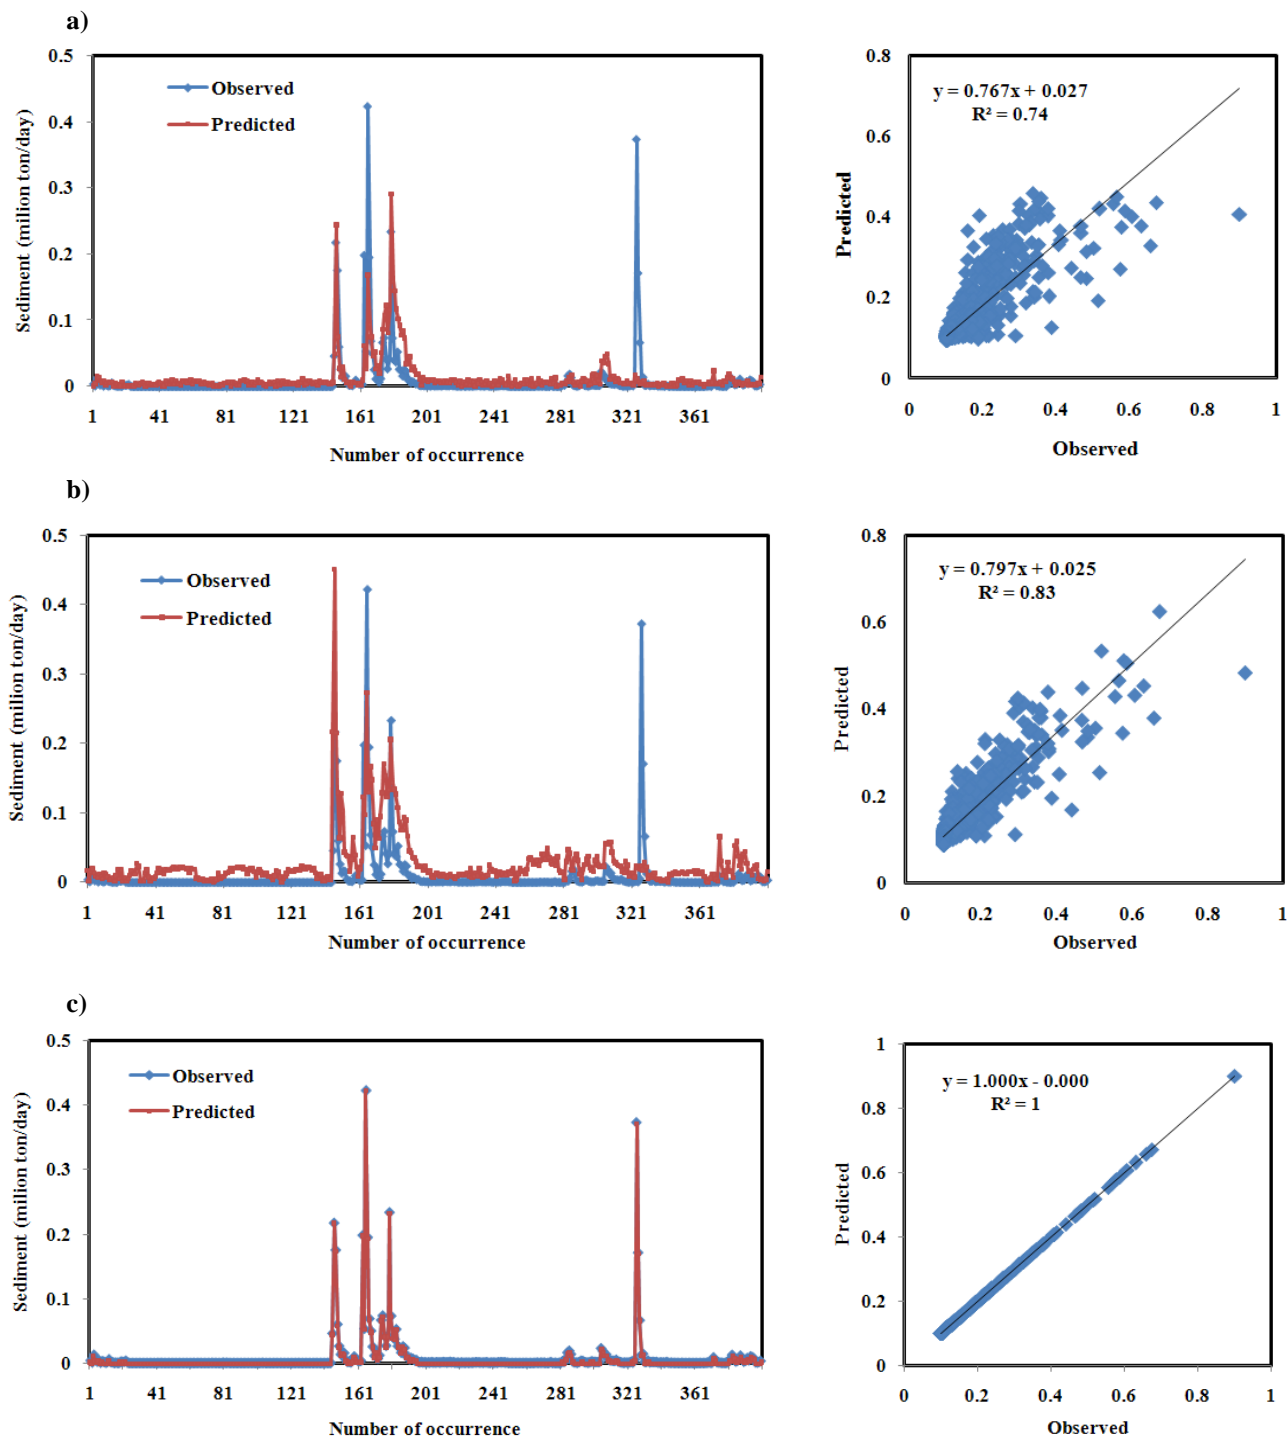 a)
0.5
0.4
0.3
0.2
0.1
0
Sediment (milion ton/day)
Observed
Predicted
1 41 81 121 161 201 241 281 321 361
Number of occurrence
0.8
0.6
0.4
0.2
0
Predicted
y = 0.767x + 0.027
R² = 0.74
0 0.2 0.4 0.6 0.8 1
Observed
b)
0.5
0.4
0.3
0.2
0.1
0
Sediment (milion ton/day)
Observed
Predicted
1 41 81 121 161 201 241 281 321 361
Number of occurrence
0.8
0.6
0.4
0.2
0
Predicted
y = 0.797x + 0.025
R² = 0.83
0 0.2 0.4 0.6 0.8 1
Observed
c)
0.5
0.4
0.3
0.2
0.1
0
Sediment (milion ton/day)
Observed
Predicted
1 41 81 121 161 201 241 281 321 361
Number of occurrence
1
0.8
0.6
0.4
0.2
0
Predicted
y = 1.000x - 0.000
R² = 1
0 0.2 0.4 0.6 0.8 1
Observed